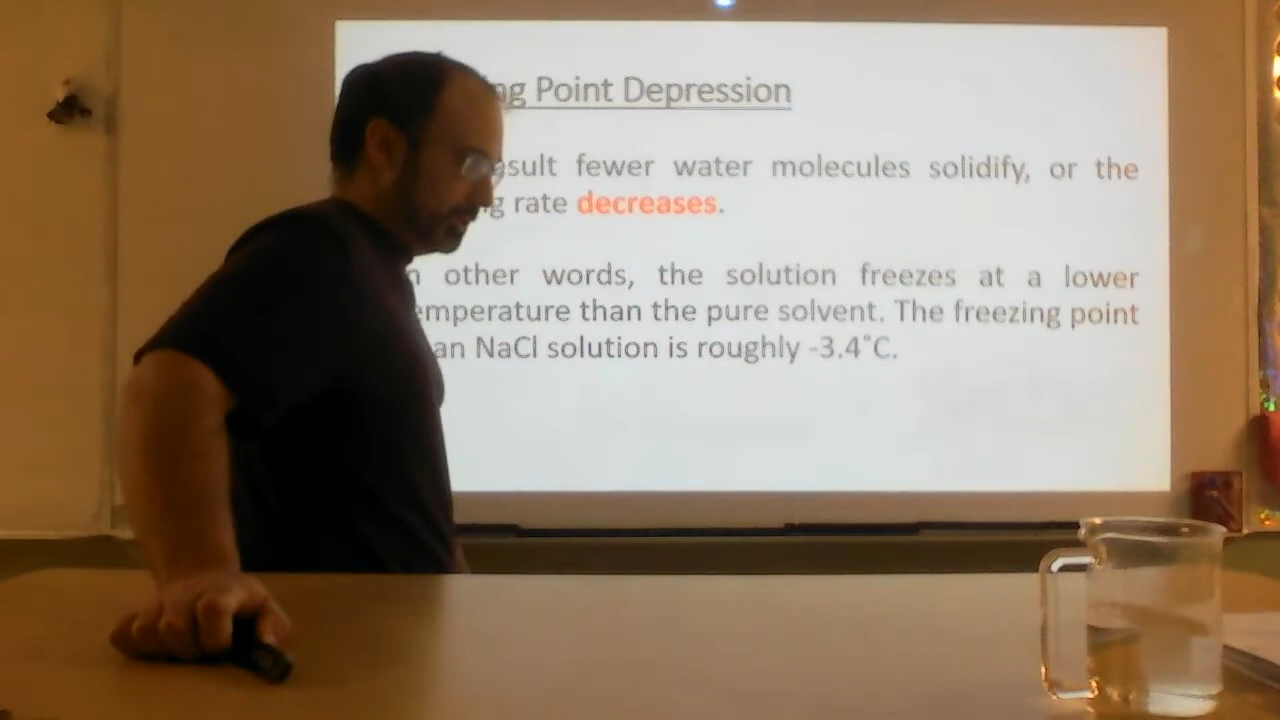 ng Point Depression
esult fewer water molecules solidify, or the
g rate decreases.
n other words, the solution freezes at a lower
emperature than the pure solvent. The freezing point
an NaCl solution is roughly -3.4°C.